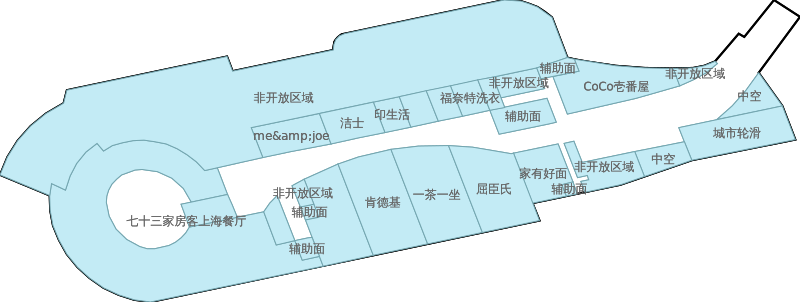 辅助面
非开放区域
非开放区域
CoCo壱番屋
非开放区域
福奈特洗衣
中空
印生活
辅助面
洁士
me&amp;joe
城市轮滑
中空
非开放区域
家有好面
辅助面
屈臣氏
一茶一坐
非开放区域
肯德基
辅助面
七十三家房客上海餐厅
辅助面